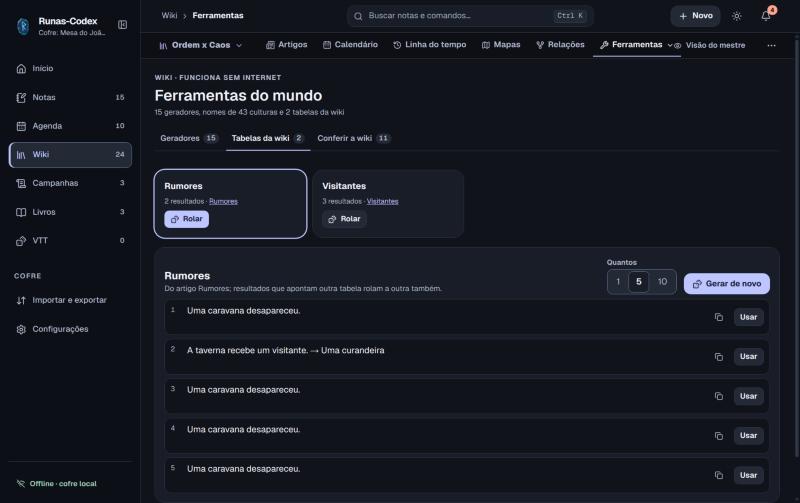 Runas-Codex
Cofre: Mesa do Joã…
Wiki › Ferramentas
Buscar notas e comandos…
Ctrl K
+ Novo
4
Ordem x Caos
Artigos
Calendário
Linha do tempo
Mapas
Relações
Ferramentas
Visão do mestre
Início
Notas 15
Agenda 10
Wiki 24
Campanhas 3
Livros 3
VTT 0
COFRE
Importar e exportar
Configurações
Offline · cofre local
WIKI · FUNCIONA SEM INTERNET
Ferramentas do mundo
15 geradores, nomes de 43 culturas e 2 tabelas da wiki
Geradores 15
Tabelas da wiki 2
Conferir a wiki 11
Rumores
2 resultados · Rumores
Rolar
Visitantes
3 resultados · Visitantes
Rolar
Rumores
Do artigo Rumores; resultados que apontam outra tabela rolam a outra também.
Quantos
1 5 10
Gerar de novo
1 Uma caravana desapareceu. Usar
2 A taverna recebe um visitante. → Uma curandeira Usar
3 Uma caravana desapareceu. Usar
4 Uma caravana desapareceu. Usar
5 Uma caravana desapareceu. Usar